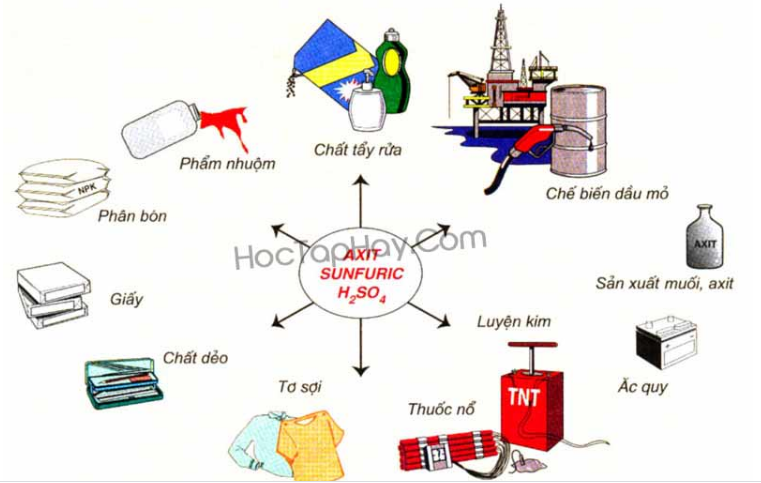 Chất tẩy rửa
Phẩm nhuộm
Chế biến dầu mỏ
NPK
Phân bón
HocTapHay.Com
AXIT
SUNFURIC
H₂SO₄
AXIT
Sản xuất muối, axit
Giấy
Luyện kim
Chất dẻo
Tơ sợi
Ắc quy
TNT
Thuốc nổ